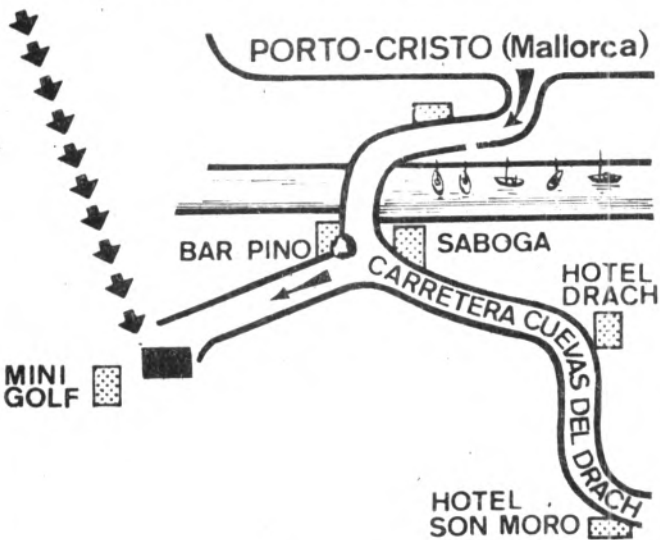 PORTO-CRISTO (Mallorca)
BAR PINO
SABOGA
CARRETERA CUEVAS DEL DRACH
HOTEL
DRACH
MINI
GOLF
HOTEL
SON MORO